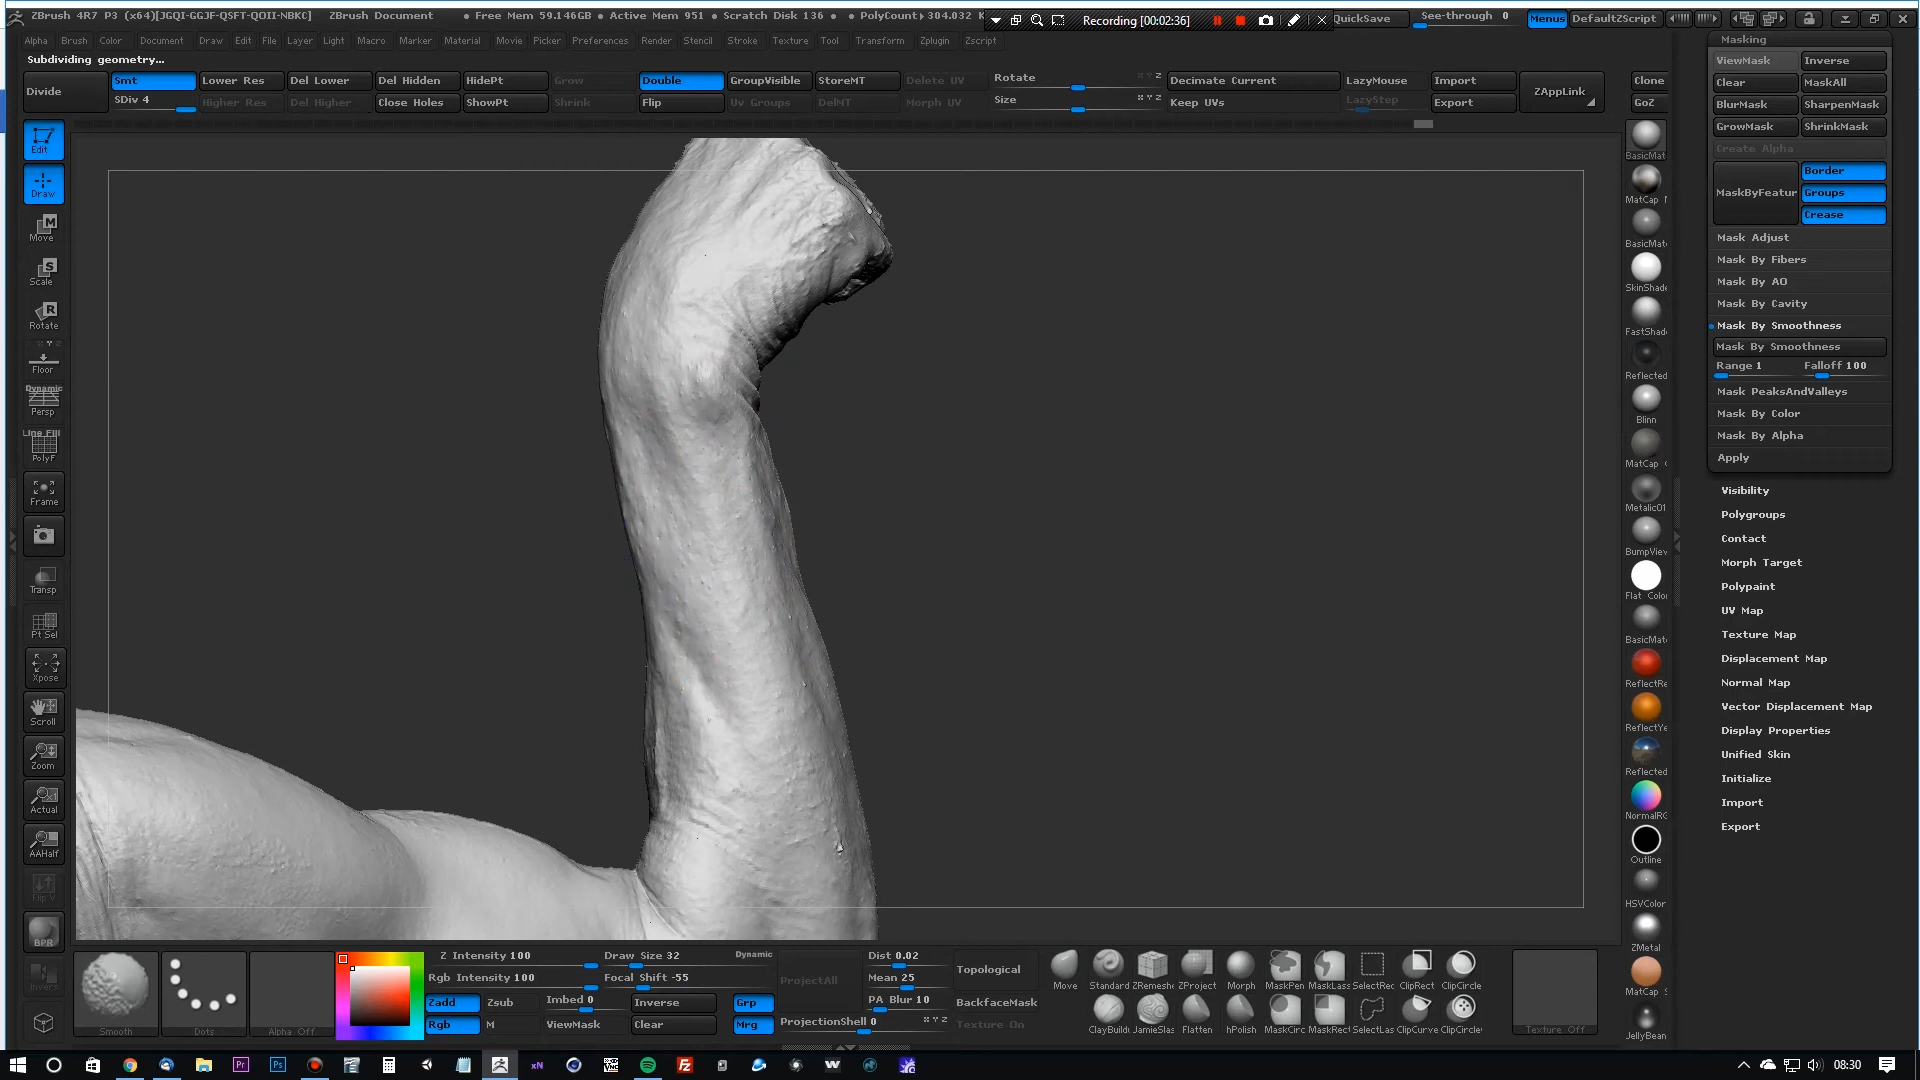 ZBrush 4R7 P3 (x64)[JGQI-GGJF-QSFT-QOII-NBKC] ZBrush Document • Free Mem 59.146GB • Active Mem 951 • Scratch Disk 136 • PolyCount▸ 304.032 K
Recording [00:02:36]
QuickSave See-through 0 Menus DefaultZScript
Alpha Brush Color Document Draw Edit File Layer Light Macro Marker Material Movie Picker Preferences Render Stencil Stroke Texture Tool Transform Zplugin Zscript
Subdividing geometry...
Divide Smt Lower Res Del Lower Del Hidden HidePt Grow Double GroupVisible StoreMT Delete UV Rotate Decimate Current LazyMouse Import ZAppLink Clone
SDiv 4 Higher Res Del Higher Close Holes ShowPt Shrink Flip Uv Groups DelMT Morph UV Size Keep UVs LazyStep Export GoZ
Edit
Draw
Move
Scale
Rotate
Floor
Dynamic
Persp
Line Fill
PolyF
Frame
Transp
Pt Sel
Xpose
Scroll
Zoom
Actual
AAHalf
Flip V
BPR
Invers
BasicMat
MatCap
BasicMat
SkinShade
FastShade
Reflected
Blinn
MatCap
Metalic01
BumpView
Flat Color
BasicMat
ReflectRe
ReflectYe
Reflected
NormalRG
Outline
HSVColor
ZMetal
MatCap S
JellyBean
Masking
ViewMask Inverse
Clear MaskAll
BlurMask SharpenMask
GrowMask ShrinkMask
Create Alpha
MaskByFeatur Border
Groups
Crease
Mask Adjust
Mask By Fibers
Mask By AO
Mask By Cavity
Mask By Smoothness
Mask By Smoothness
Range 1 Falloff 100
Mask PeaksAndValleys
Mask By Color
Mask By Alpha
Apply
Visibility
Polygroups
Contact
Morph Target
Polypaint
UV Map
Texture Map
Displacement Map
Normal Map
Vector Displacement Map
Display Properties
Unified Skin
Initialize
Import
Export
Smooth Dots Alpha Off
Z Intensity 100 Draw Size 32 Dynamic
Rgb Intensity 100 Focal Shift -55
Zadd Zsub Imbed 0 Inverse Grp
Rgb M ViewMask Clear Mrg
ProjectAll Dist 0.02
Mean 25
PA Blur 10
ProjectionShell 0
Topological
BackfaceMask
Texture On
Move Standard ZRemeshe ZProject Morph MaskPen MaskLass SelectRec ClipRect ClipCircle
ClayBuildu JamieSlas Flatten hPolish MaskCirc MaskRect SelectLas ClipCurve ClipCircle
Texture Off
08:30